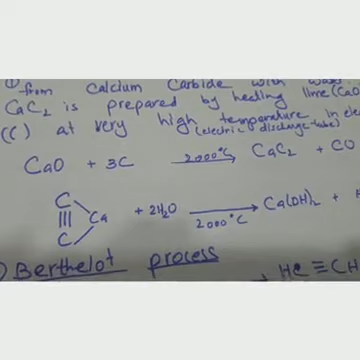 ① from Calcium Carbide with
CaC₂ is prepared by heating lime (CaO
(C) at very high temperature in ele
(electric discharge tube)
CaO + 3C 2000°C → CaC₂ + CO
C ≡ C Ca + 2H₂O 2000°C → Ca(OH)₂ +
Berthelot process
HC ≡ CH